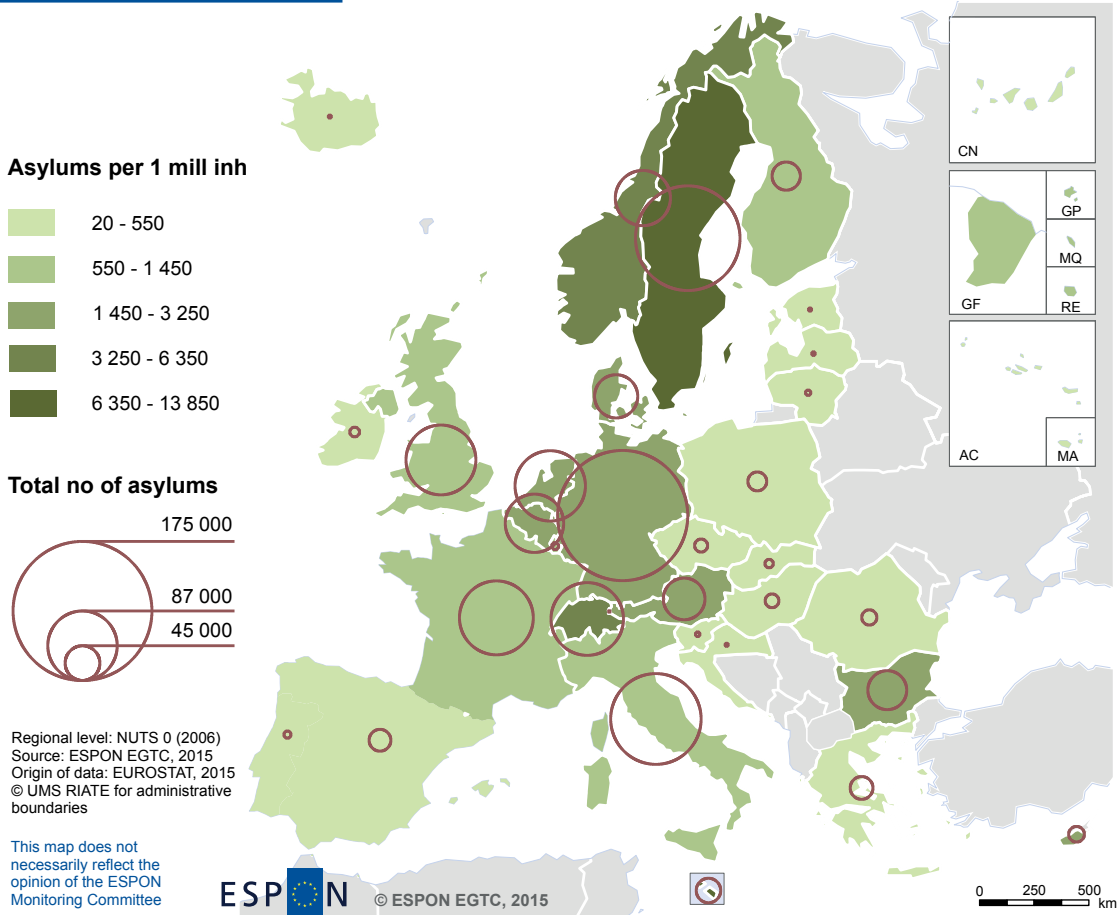 Asylums per 1 mill inh
20 - 550
550 - 1 450
1 450 - 3 250
3 250 - 6 350
6 350 - 13 850
Total no of asylums
175 000
87 000
45 000
Regional level: NUTS 0 (2006)
Source: ESPON EGTC, 2015
Origin of data: EUROSTAT, 2015
© UMS RIATE for administrative
boundaries
This map does not
necessarily reflect the
opinion of the ESPON
Monitoring Committee
ESPON
© ESPON EGTC, 2015
CN
GF
GP
MQ
RE
AC
MA
0 250 500
km